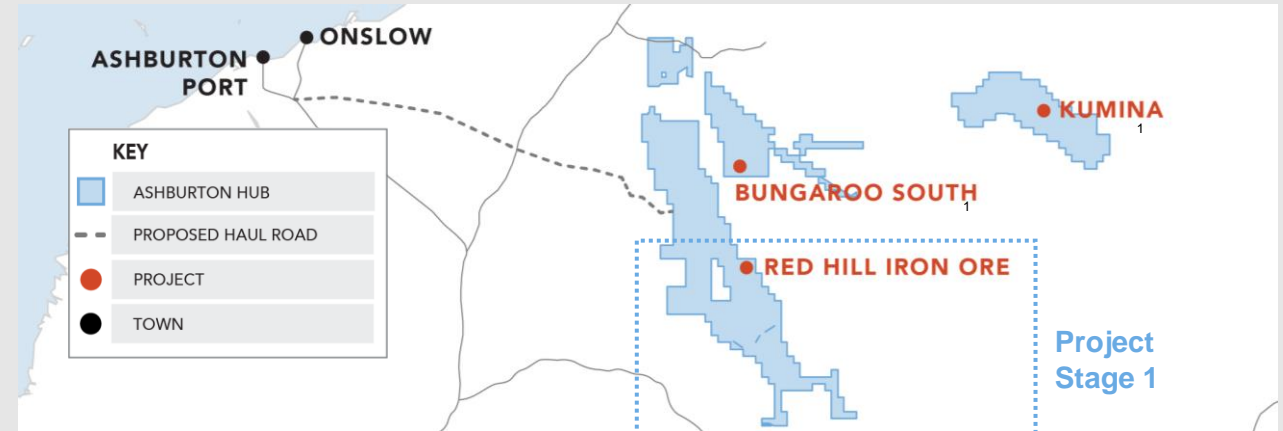 ONSLOW
ASHBURTON
PORT
KEY
ASHBURTON HUB
PROPOSED HAUL ROAD
PROJECT
TOWN
KUMINA
1
BUNGAROO SOUTH
1
RED HILL IRON ORE
Project
Stage 1